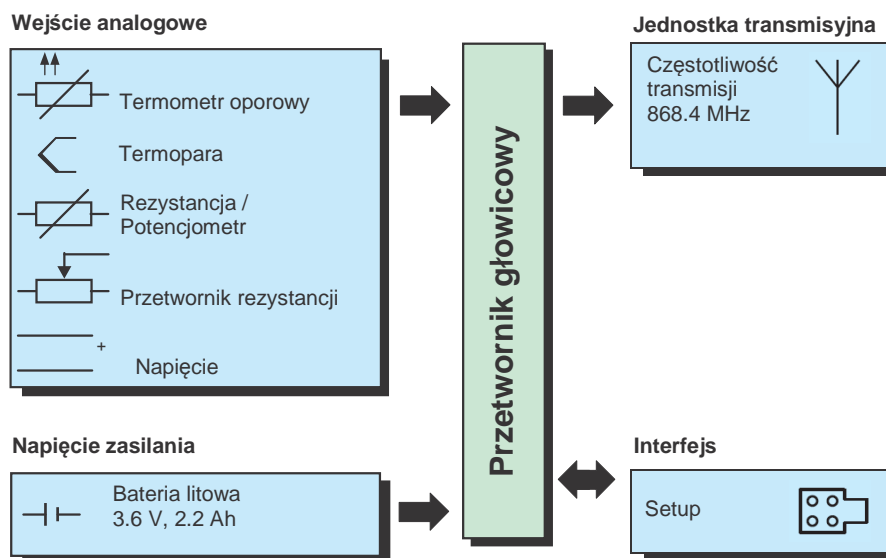 Wejście analogowe
Termometr oporowy
Termopara
Rezystancja /
Potencjometr
Przetwornik rezystancji
+
Napięcie
Napięcie zasilania
Bateria litowa
3.6 V, 2.2 Ah
Przetwornik głowicowy
Jednostka transmisyjna
Częstotliwość
transmisji
868.4 MHz
Interfejs
Setup